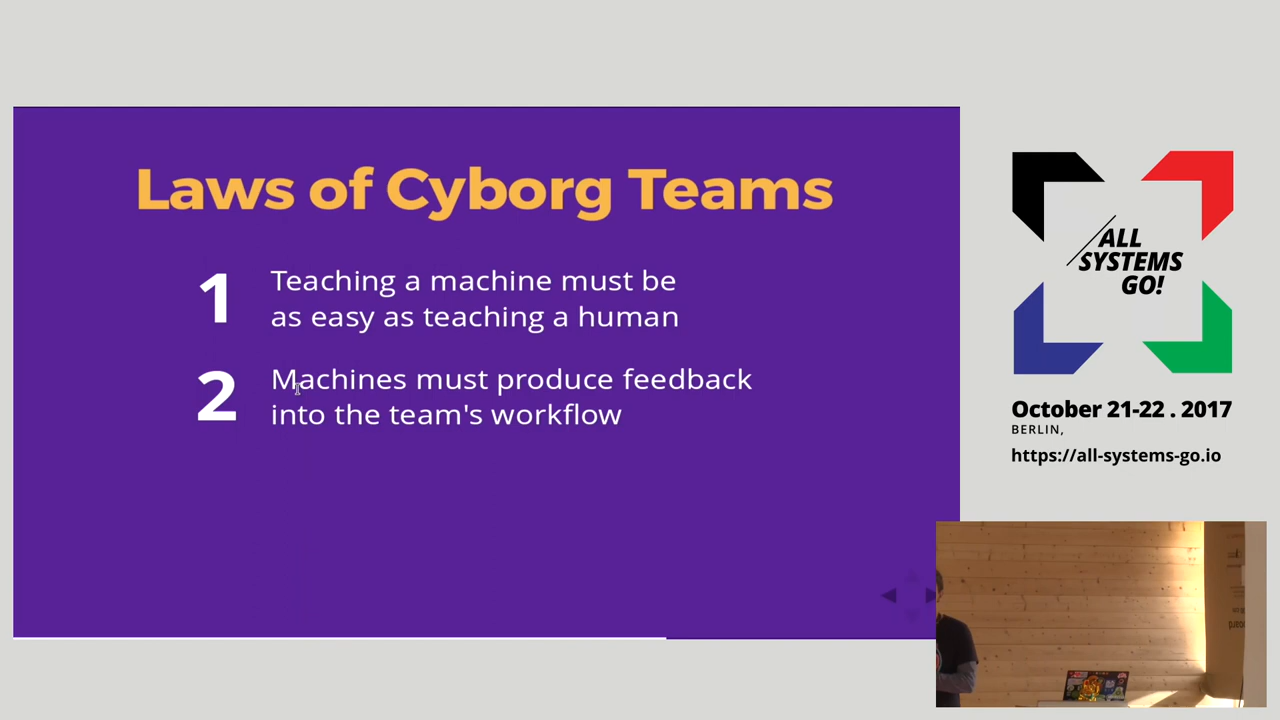 Laws of Cyborg Teams
1
Teaching a machine must be
as easy as teaching a human
2
Machines must produce feedback
into the team's workflow
ALL
SYSTEMS
GO!
October 21-22 . 2017
BERLIN,
https://all-systems-go.io